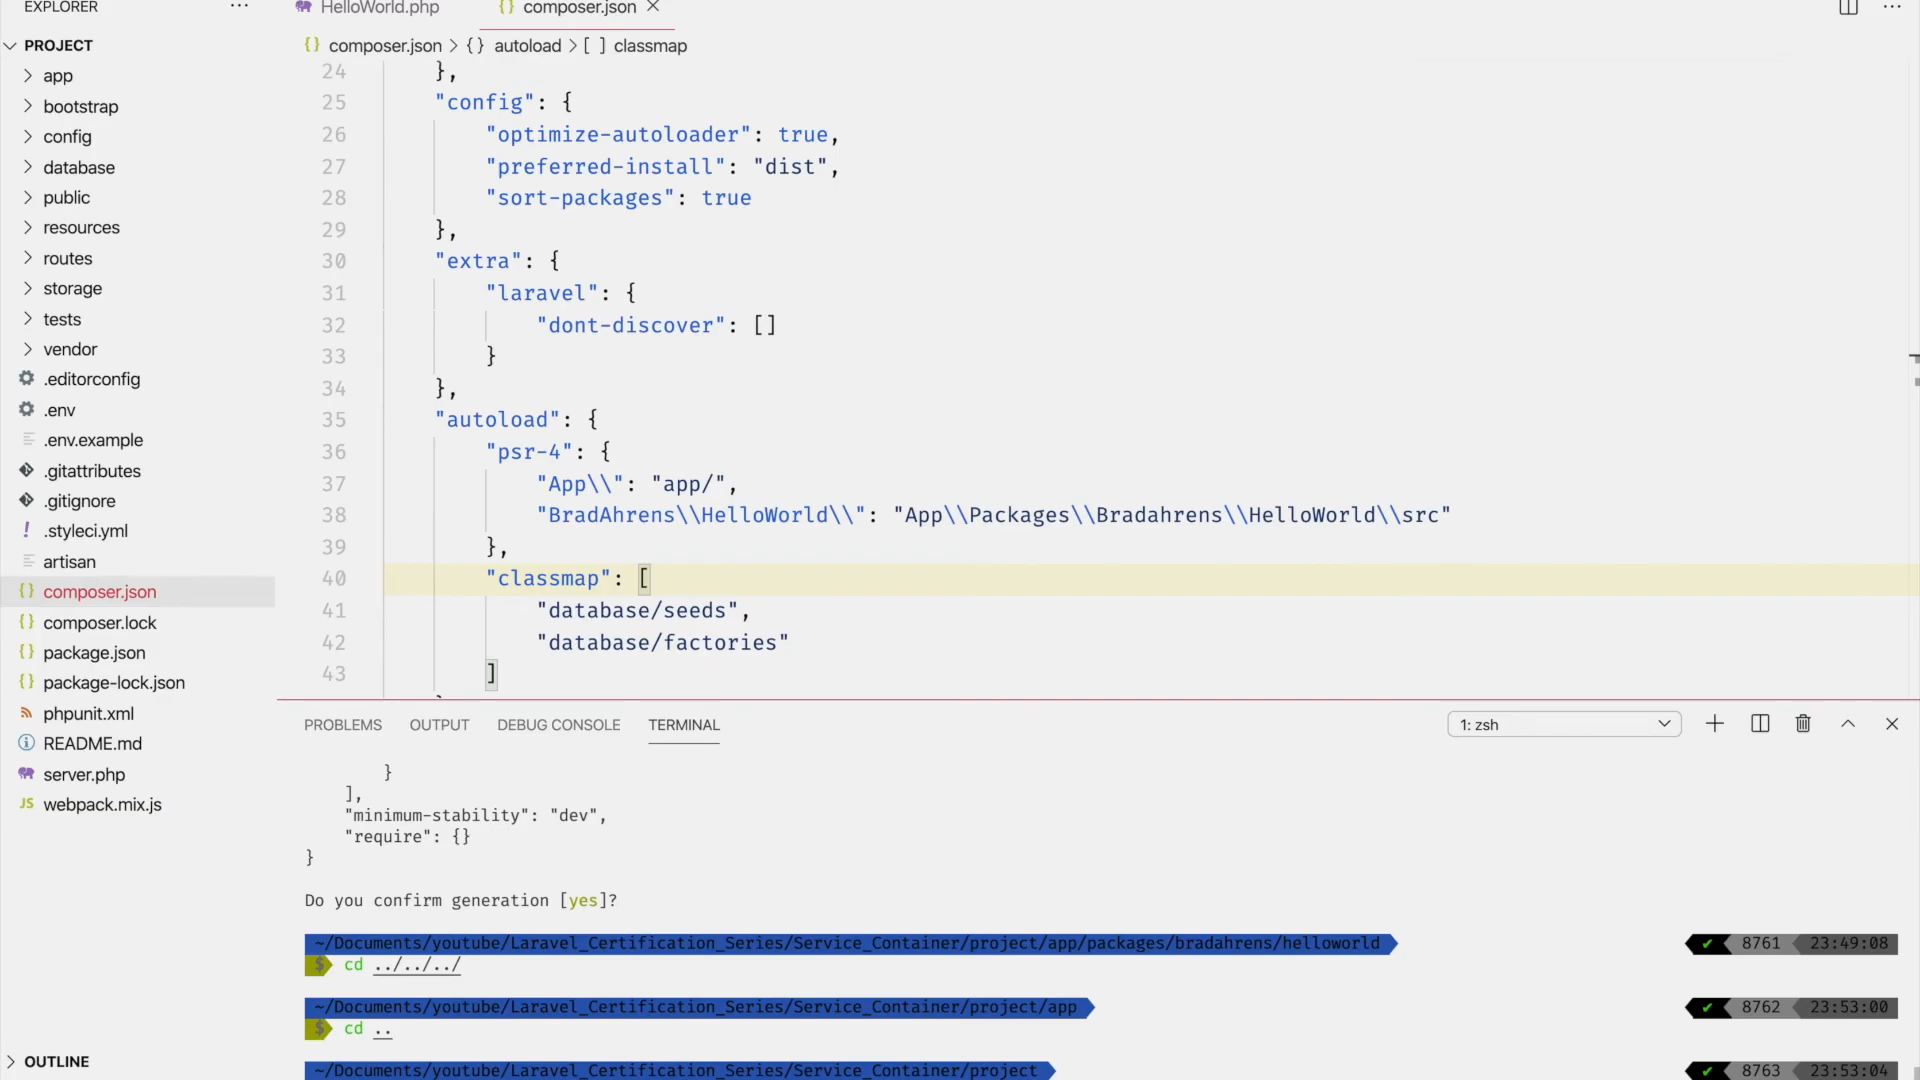 EXPLORER
HelloWorld.php
{} composer.json
PROJECT
{} composer.json > {} autoload > [ ] classmap
app
bootstrap
config
database
public
resources
routes
storage
tests
vendor
.editorconfig
.env
.env.example
.gitattributes
.gitignore
! .styleci.yml
artisan
{} composer.json
{} composer.lock
{} package.json
{} package-lock.json
phpunit.xml
README.md
server.php
JS webpack.mix.js
OUTLINE
24 },
25 "config": {
26 "optimize-autoloader": true,
27 "preferred-install": "dist",
28 "sort-packages": true
29 },
30 "extra": {
31 "laravel": {
32 "dont-discover": []
33 }
34 },
35 "autoload": {
36 "psr-4": {
37 "App\\": "app/",
38 "BradAhrens\\HelloWorld\\": "App\\Packages\\Bradahrens\\HelloWorld\\src"
39 },
40 "classmap": [
41 "database/seeds",
42 "database/factories"
43 ]
PROBLEMS OUTPUT DEBUG CONSOLE TERMINAL 1: zsh
}
],
"minimum-stability": "dev",
"require": {}
}
Do you confirm generation [yes]?
~/Documents/youtube/Laravel_Certification_Series/Service_Container/project/app/packages/bradahrens/helloworld ✔ 8761 23:49:08
$ cd ../../../
~/Documents/youtube/Laravel_Certification_Series/Service_Container/project/app ✔ 8762 23:53:00
$ cd ..
~/Documents/youtube/Laravel_Certification_Series/Service_Container/project ✔ 8763 23:53:04